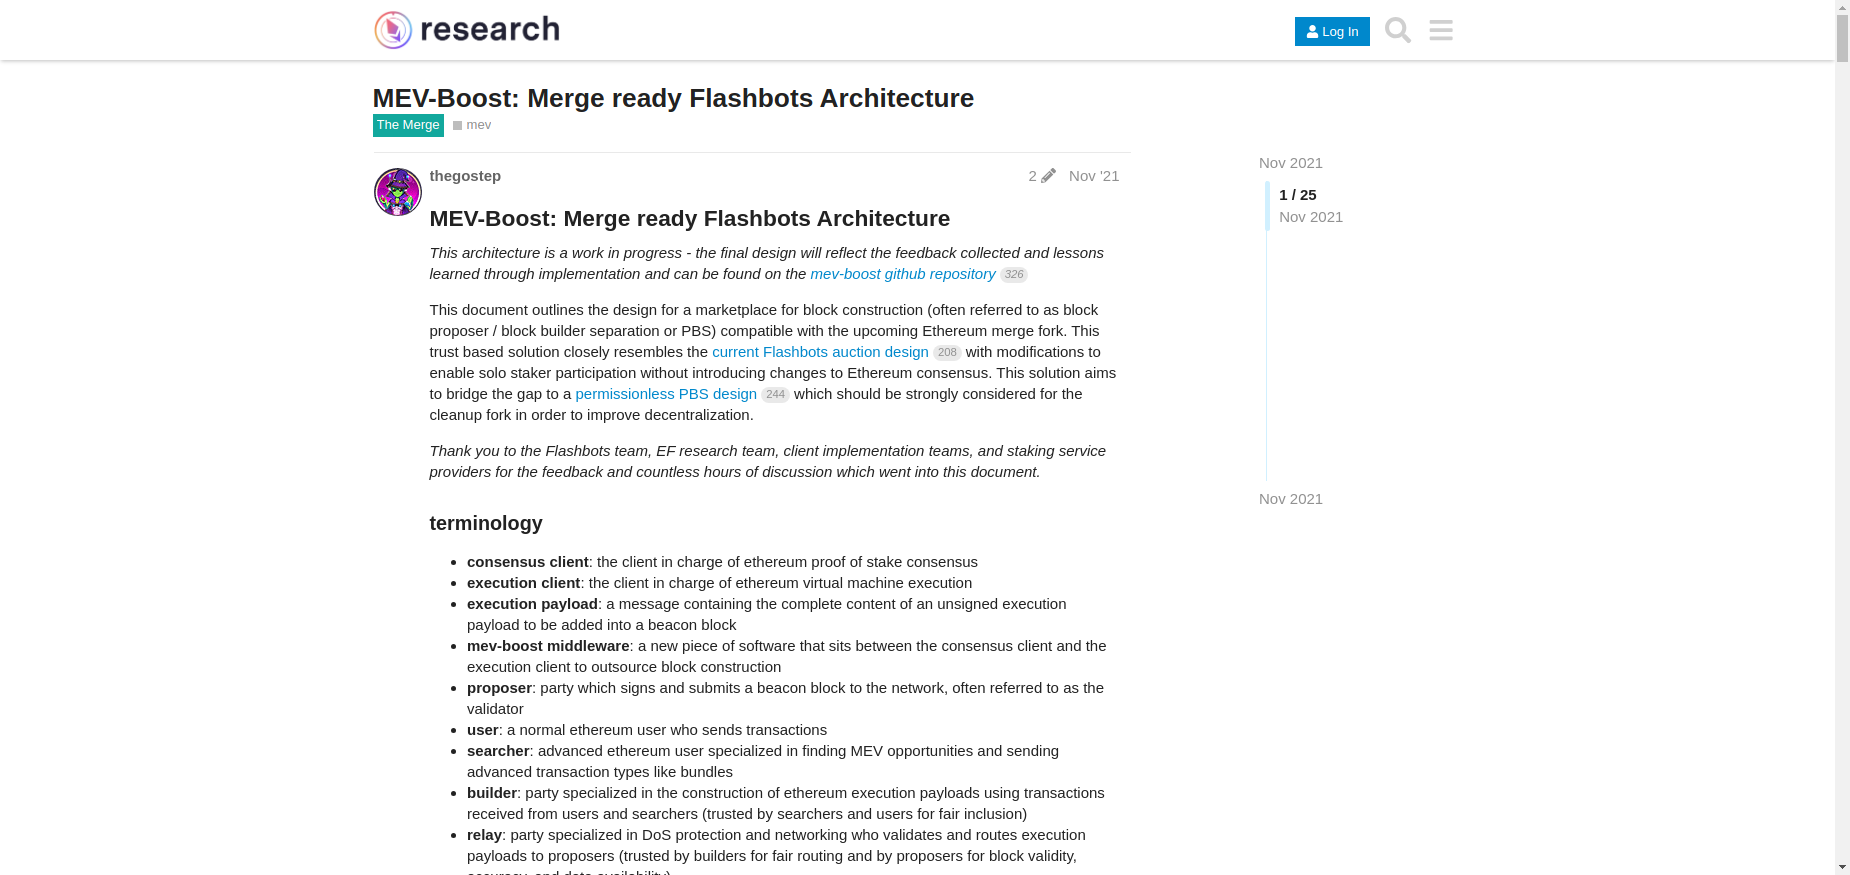 research
Log In
MEV-Boost: Merge ready Flashbots Architecture
The Merge mev
thegostep 2 Nov '21
MEV-Boost: Merge ready Flashbots Architecture
This architecture is a work in progress - the final design will reflect the feedback collected and lessons
learned through implementation and can be found on the mev-boost github repository 326
This document outlines the design for a marketplace for block construction (often referred to as block
proposer / block builder separation or PBS) compatible with the upcoming Ethereum merge fork. This
trust based solution closely resembles the current Flashbots auction design 208 with modifications to
enable solo staker participation without introducing changes to Ethereum consensus. This solution aims
to bridge the gap to a permissionless PBS design 244 which should be strongly considered for the
cleanup fork in order to improve decentralization.
Thank you to the Flashbots team, EF research team, client implementation teams, and staking service
providers for the feedback and countless hours of discussion which went into this document.
terminology
consensus client: the client in charge of ethereum proof of stake consensus
execution client: the client in charge of ethereum virtual machine execution
execution payload: a message containing the complete content of an unsigned execution
payload to be added into a beacon block
mev-boost middleware: a new piece of software that sits between the consensus client and the
execution client to outsource block construction
proposer: party which signs and submits a beacon block to the network, often referred to as the
validator
user: a normal ethereum user who sends transactions
searcher: advanced ethereum user specialized in finding MEV opportunities and sending
advanced transaction types like bundles
builder: party specialized in the construction of ethereum execution payloads using transactions
received from users and searchers (trusted by searchers and users for fair inclusion)
relay: party specialized in DoS protection and networking who validates and routes execution
payloads to proposers (trusted by builders for fair routing and by proposers for block validity,
Nov 2021
1 / 25
Nov 2021
Nov 2021